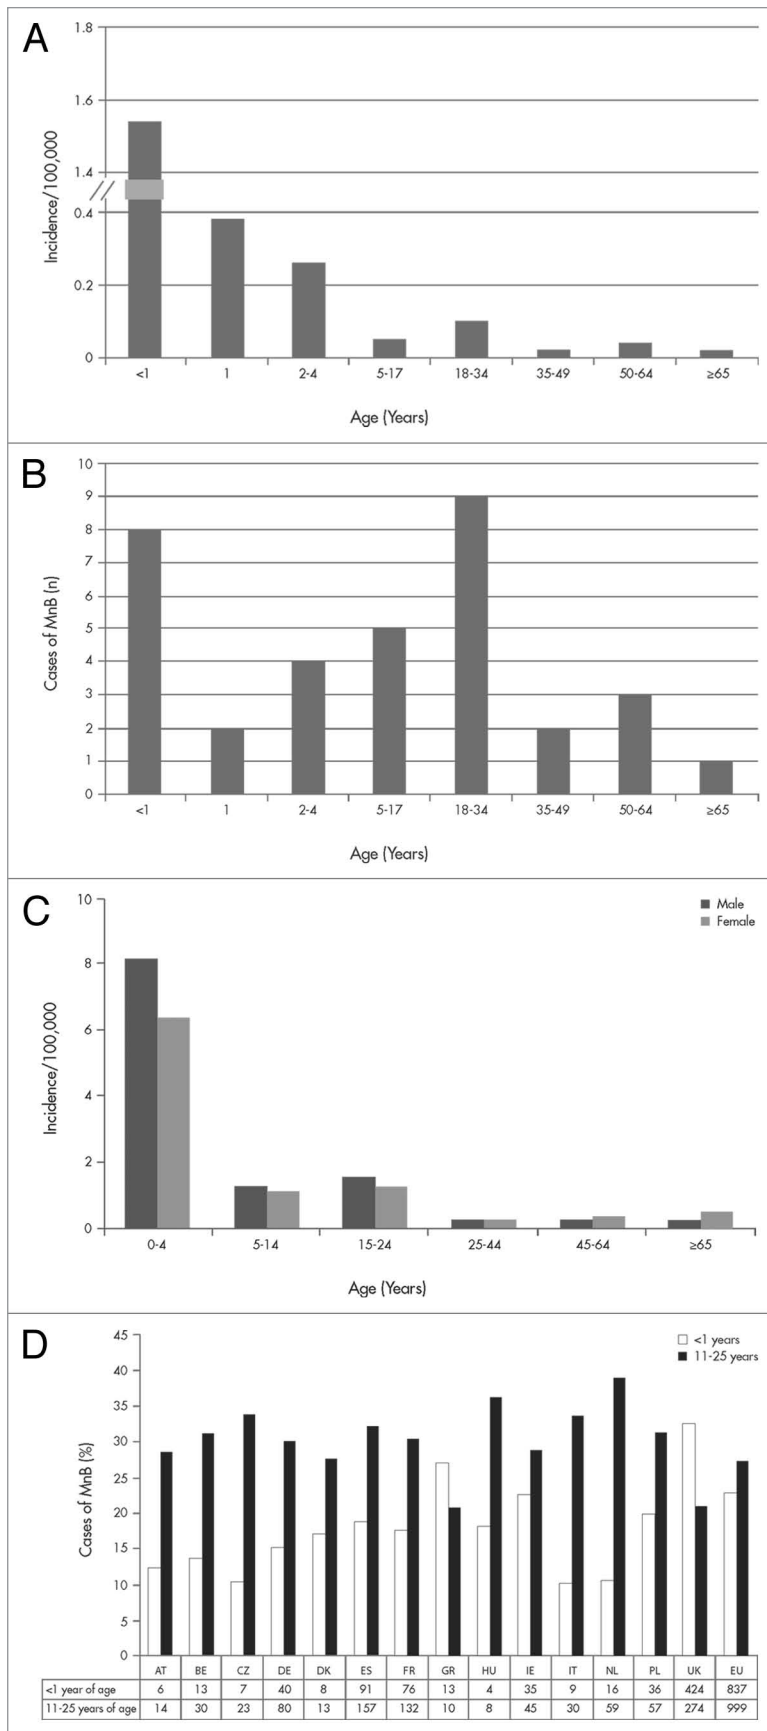 A
1.8
1.6
1.4
0.4
0.2
0
Incidence/100,000
<1 1 2-4 5-17 18-34 35-49 50-64 ≥65
Age (Years)
B
10
9
8
7
6
5
4
3
2
1
0
Cases of MnB (n)
<1 1 2-4 5-17 18-34 35-49 50-64 ≥65
Age (Years)
C
Male
Female
10
8
6
4
2
0
Incidence/100,000
0-4 5-14 15-24 25-44 45-64 ≥65
Age (Years)
D
<1 years
11-25 years
45
40
35
30
25
20
15
10
5
0
Cases of MnB (%)
AT BE CZ DE DK ES FR GR HU IE IT NL PL UK EU
<1 year of age 6 13 7 40 8 91 76 13 4 35 9 16 36 424 837
11-25 years of age 14 30 23 80 13 157 132 10 8 45 30 59 57 274 999